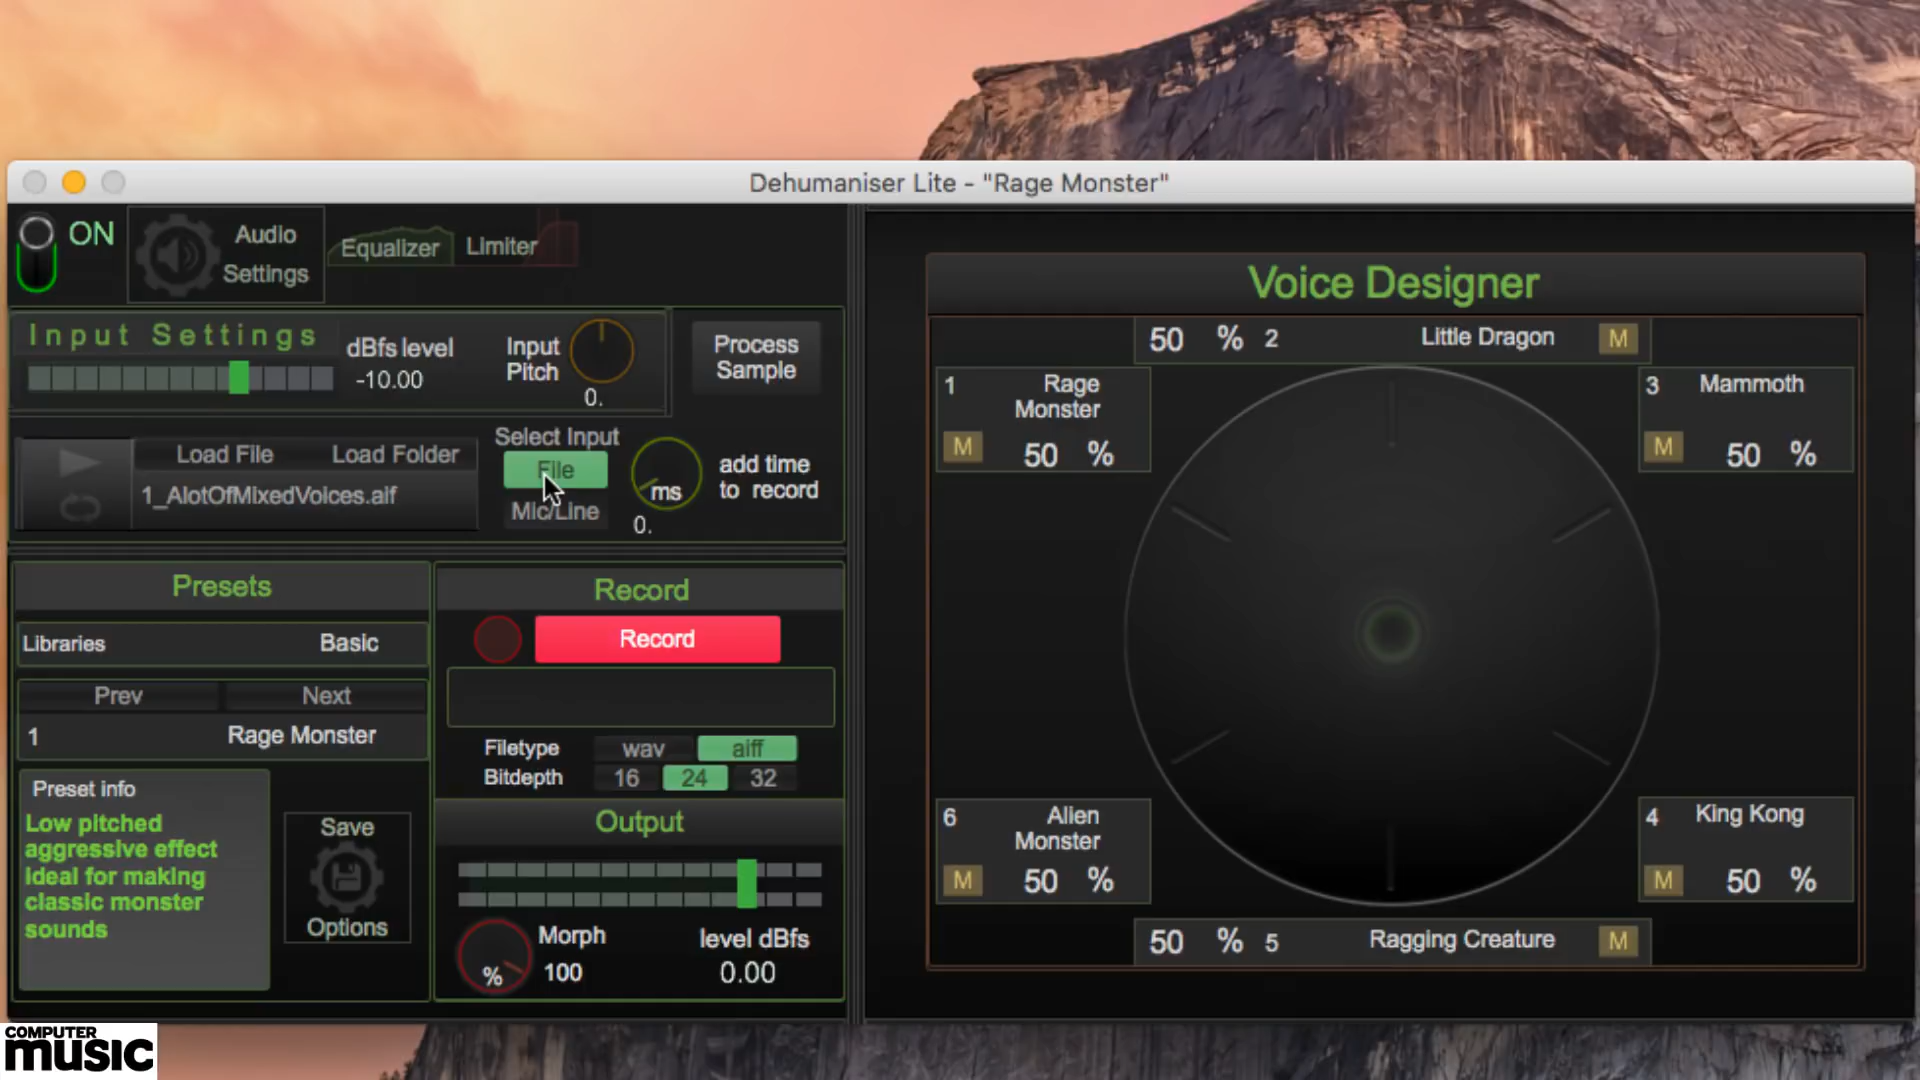 Dehumaniser Lite - "Rage Monster"
ON
Audio
Settings
Equalizer
Limiter
Input Settings
dBfs level
-10.00
Input
Pitch
0.
Process
Sample
Load File
Load Folder
1_AlotOfMixedVoices.aif
Select Input
File
Mic/Line
ms
0.
add time
to record
Presets
Libraries
Basic
Prev
Next
1
Rage Monster
Preset info
Low pitched
aggressive effect
ideal for making
classic monster
sounds
Save
Options
Record
Record
Filetype
wav
aiff
Bitdepth
16
24
32
Output
%
Morph
100
level dBfs
0.00
Voice Designer
50 % 2 Little Dragon M
1 Rage
Monster
M 50 %
3 Mammoth
M 50 %
6 Alien
Monster
M 50 %
4 King Kong
M 50 %
50 % 5 Ragging Creature M
COMPUTER
music